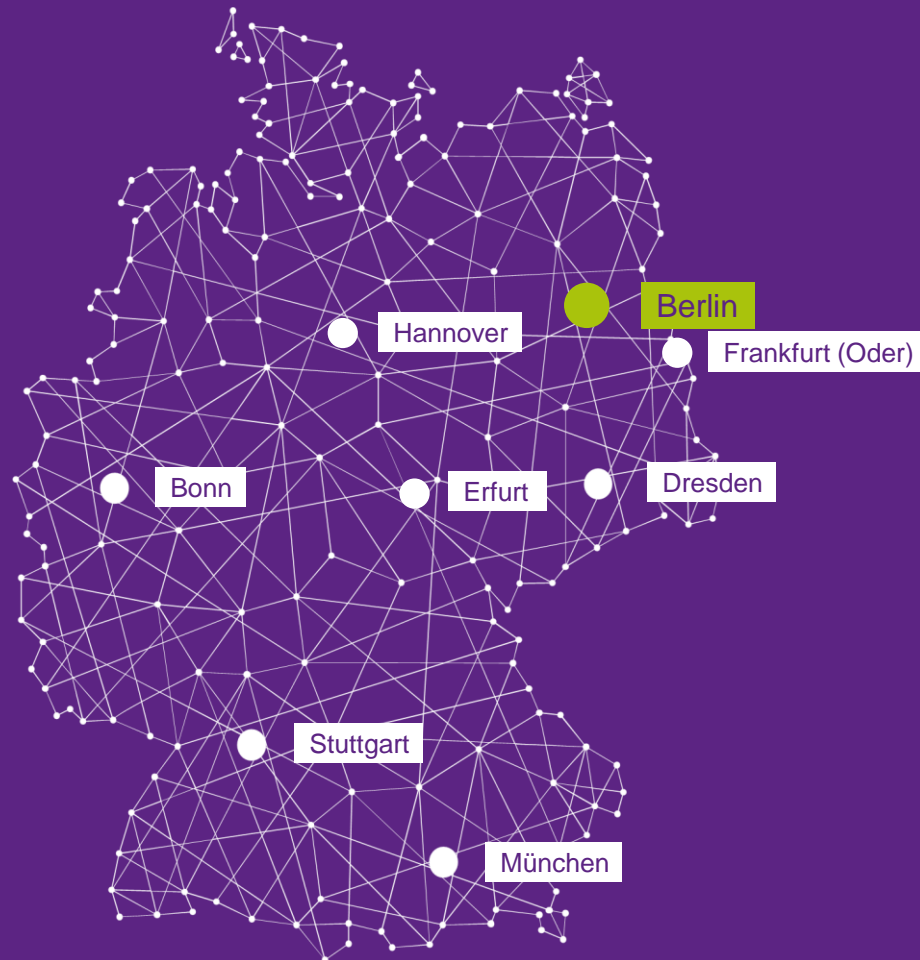 Berlin
Hannover
Frankfurt (Oder)
Bonn
Erfurt
Dresden
Stuttgart
München